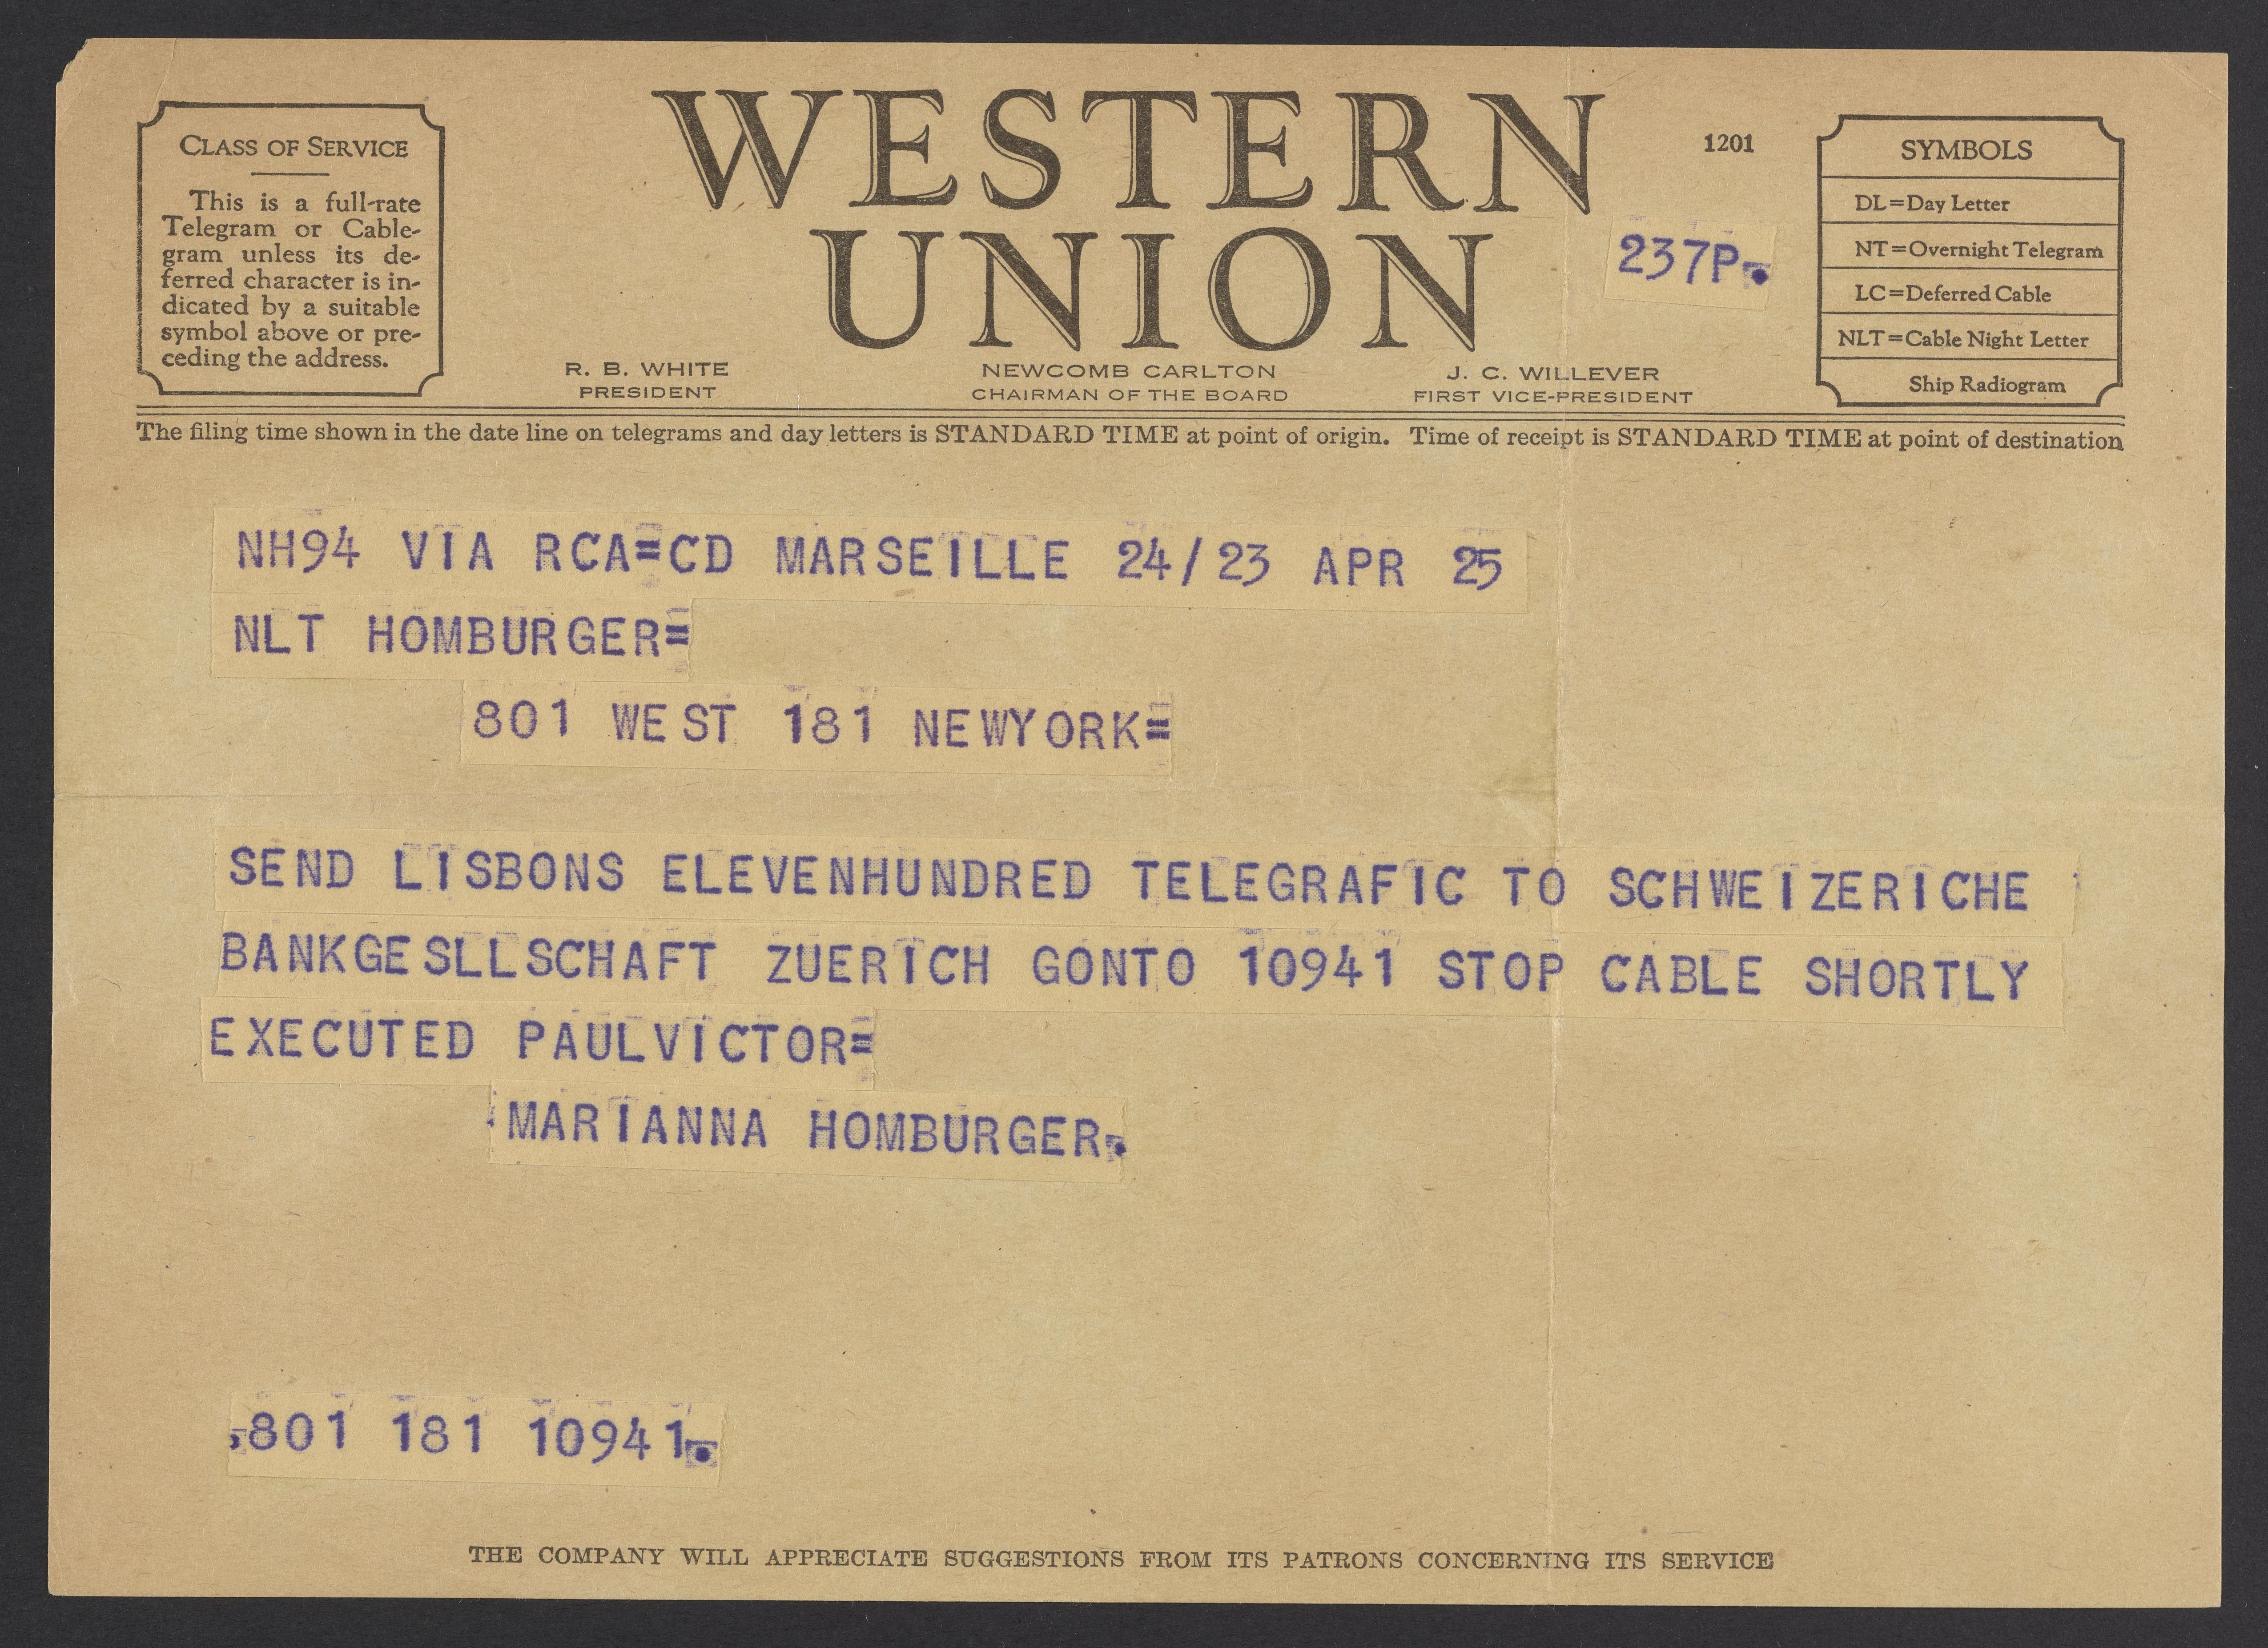 CLASS OF SERVICE
This is a full-rate
Telegram or Cable-
gram unless its de-
ferred character is in-
dicated by a suitable
symbol above or pre-
ceding the address.
WESTERN
UNION
1201
237P.
R. B. WHITE
PRESIDENT
NEWCOMB CARLTON
CHAIRMAN OF THE BOARD
J. C. WILLEVER
FIRST VICE-PRESIDENT
SYMBOLS
DL=Day Letter
NT=Overnight Telegram
LC=Deferred Cable
NLT=Cable Night Letter
Ship Radiogram
The filing time shown in the date line on telegrams and day letters is STANDARD TIME at point of origin. Time of receipt is STANDARD TIME at point of destination
NH94 VIA RCA=CD MARSEILLE 24/23 APR 25
NLT HOMBURGER=
801 WEST 181 NEWYORK=
SEND LISBONS ELEVENHUNDRED TELEGRAFIC TO SCHWEIZERICHE
BANKGESLLSCHAFT ZUERICH GONTO 10941 STOP CABLE SHORTLY
EXECUTED PAULVICTOR=
MARIANNA HOMBURGER.
801 181 10941.
THE COMPANY WILL APPRECIATE SUGGESTIONS FROM ITS PATRONS CONCERNING ITS SERVICE